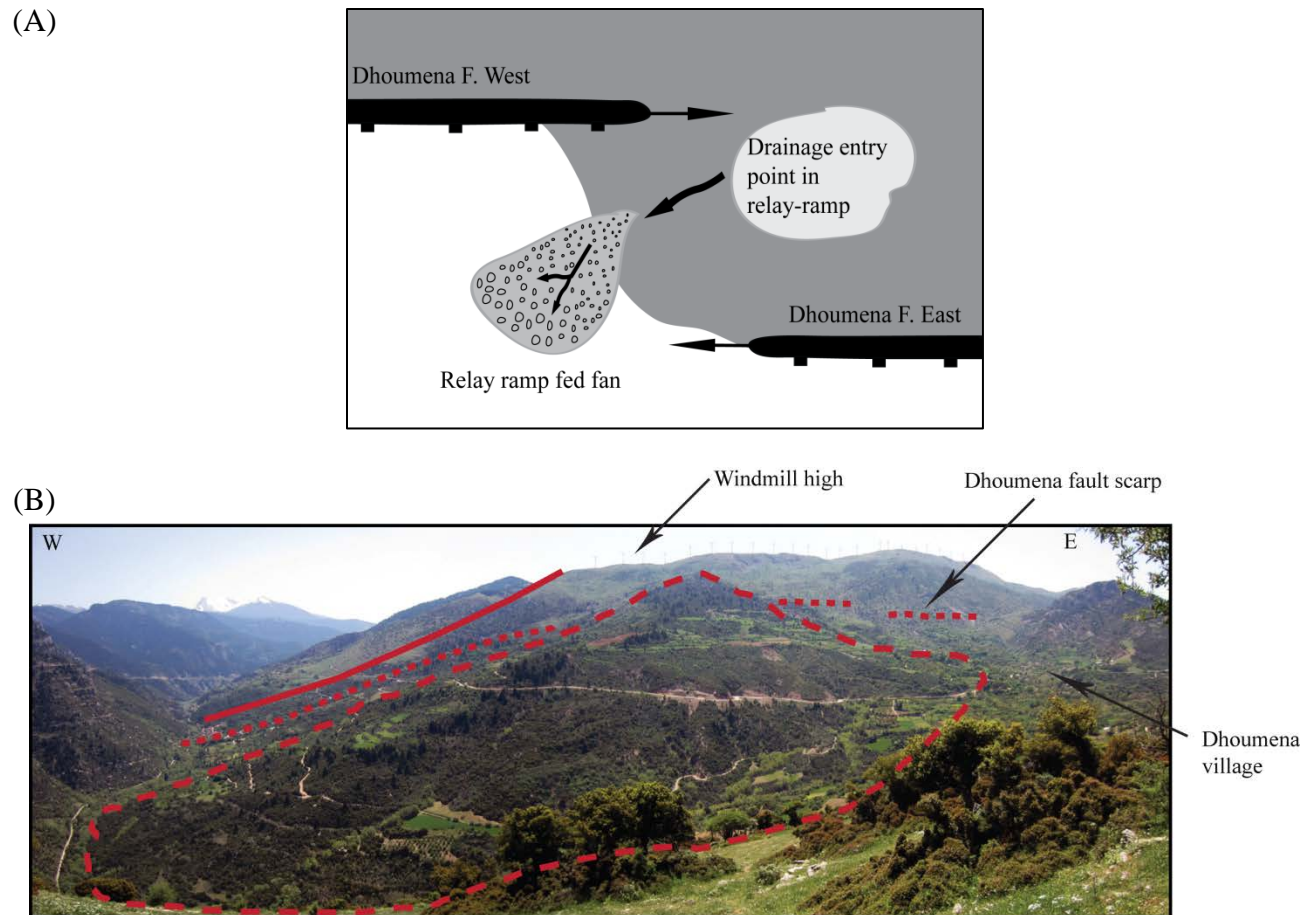 (A)
Dhoumena F. West
Drainage entry
point in
relay-ramp
Dhoumena F. East
Relay ramp fed fan
Windmill high
Dhoumena fault scarp
(B)
W
E
Dhoumena
village